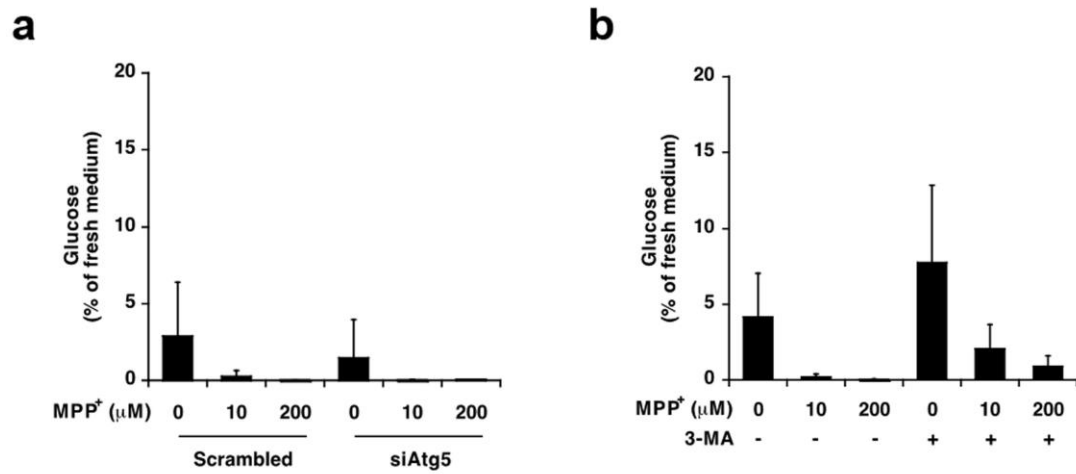 a
Glucose
(% of fresh medium)
20
15
10
5
0
MPP⁺ (μM) 0 10 200 0 10 200
Scrambled siAtg5
b
Glucose
(% of fresh medium)
20
15
10
5
0
MPP⁺ (μM) 0 10 200 0 10 200
3-MA - - - + + +